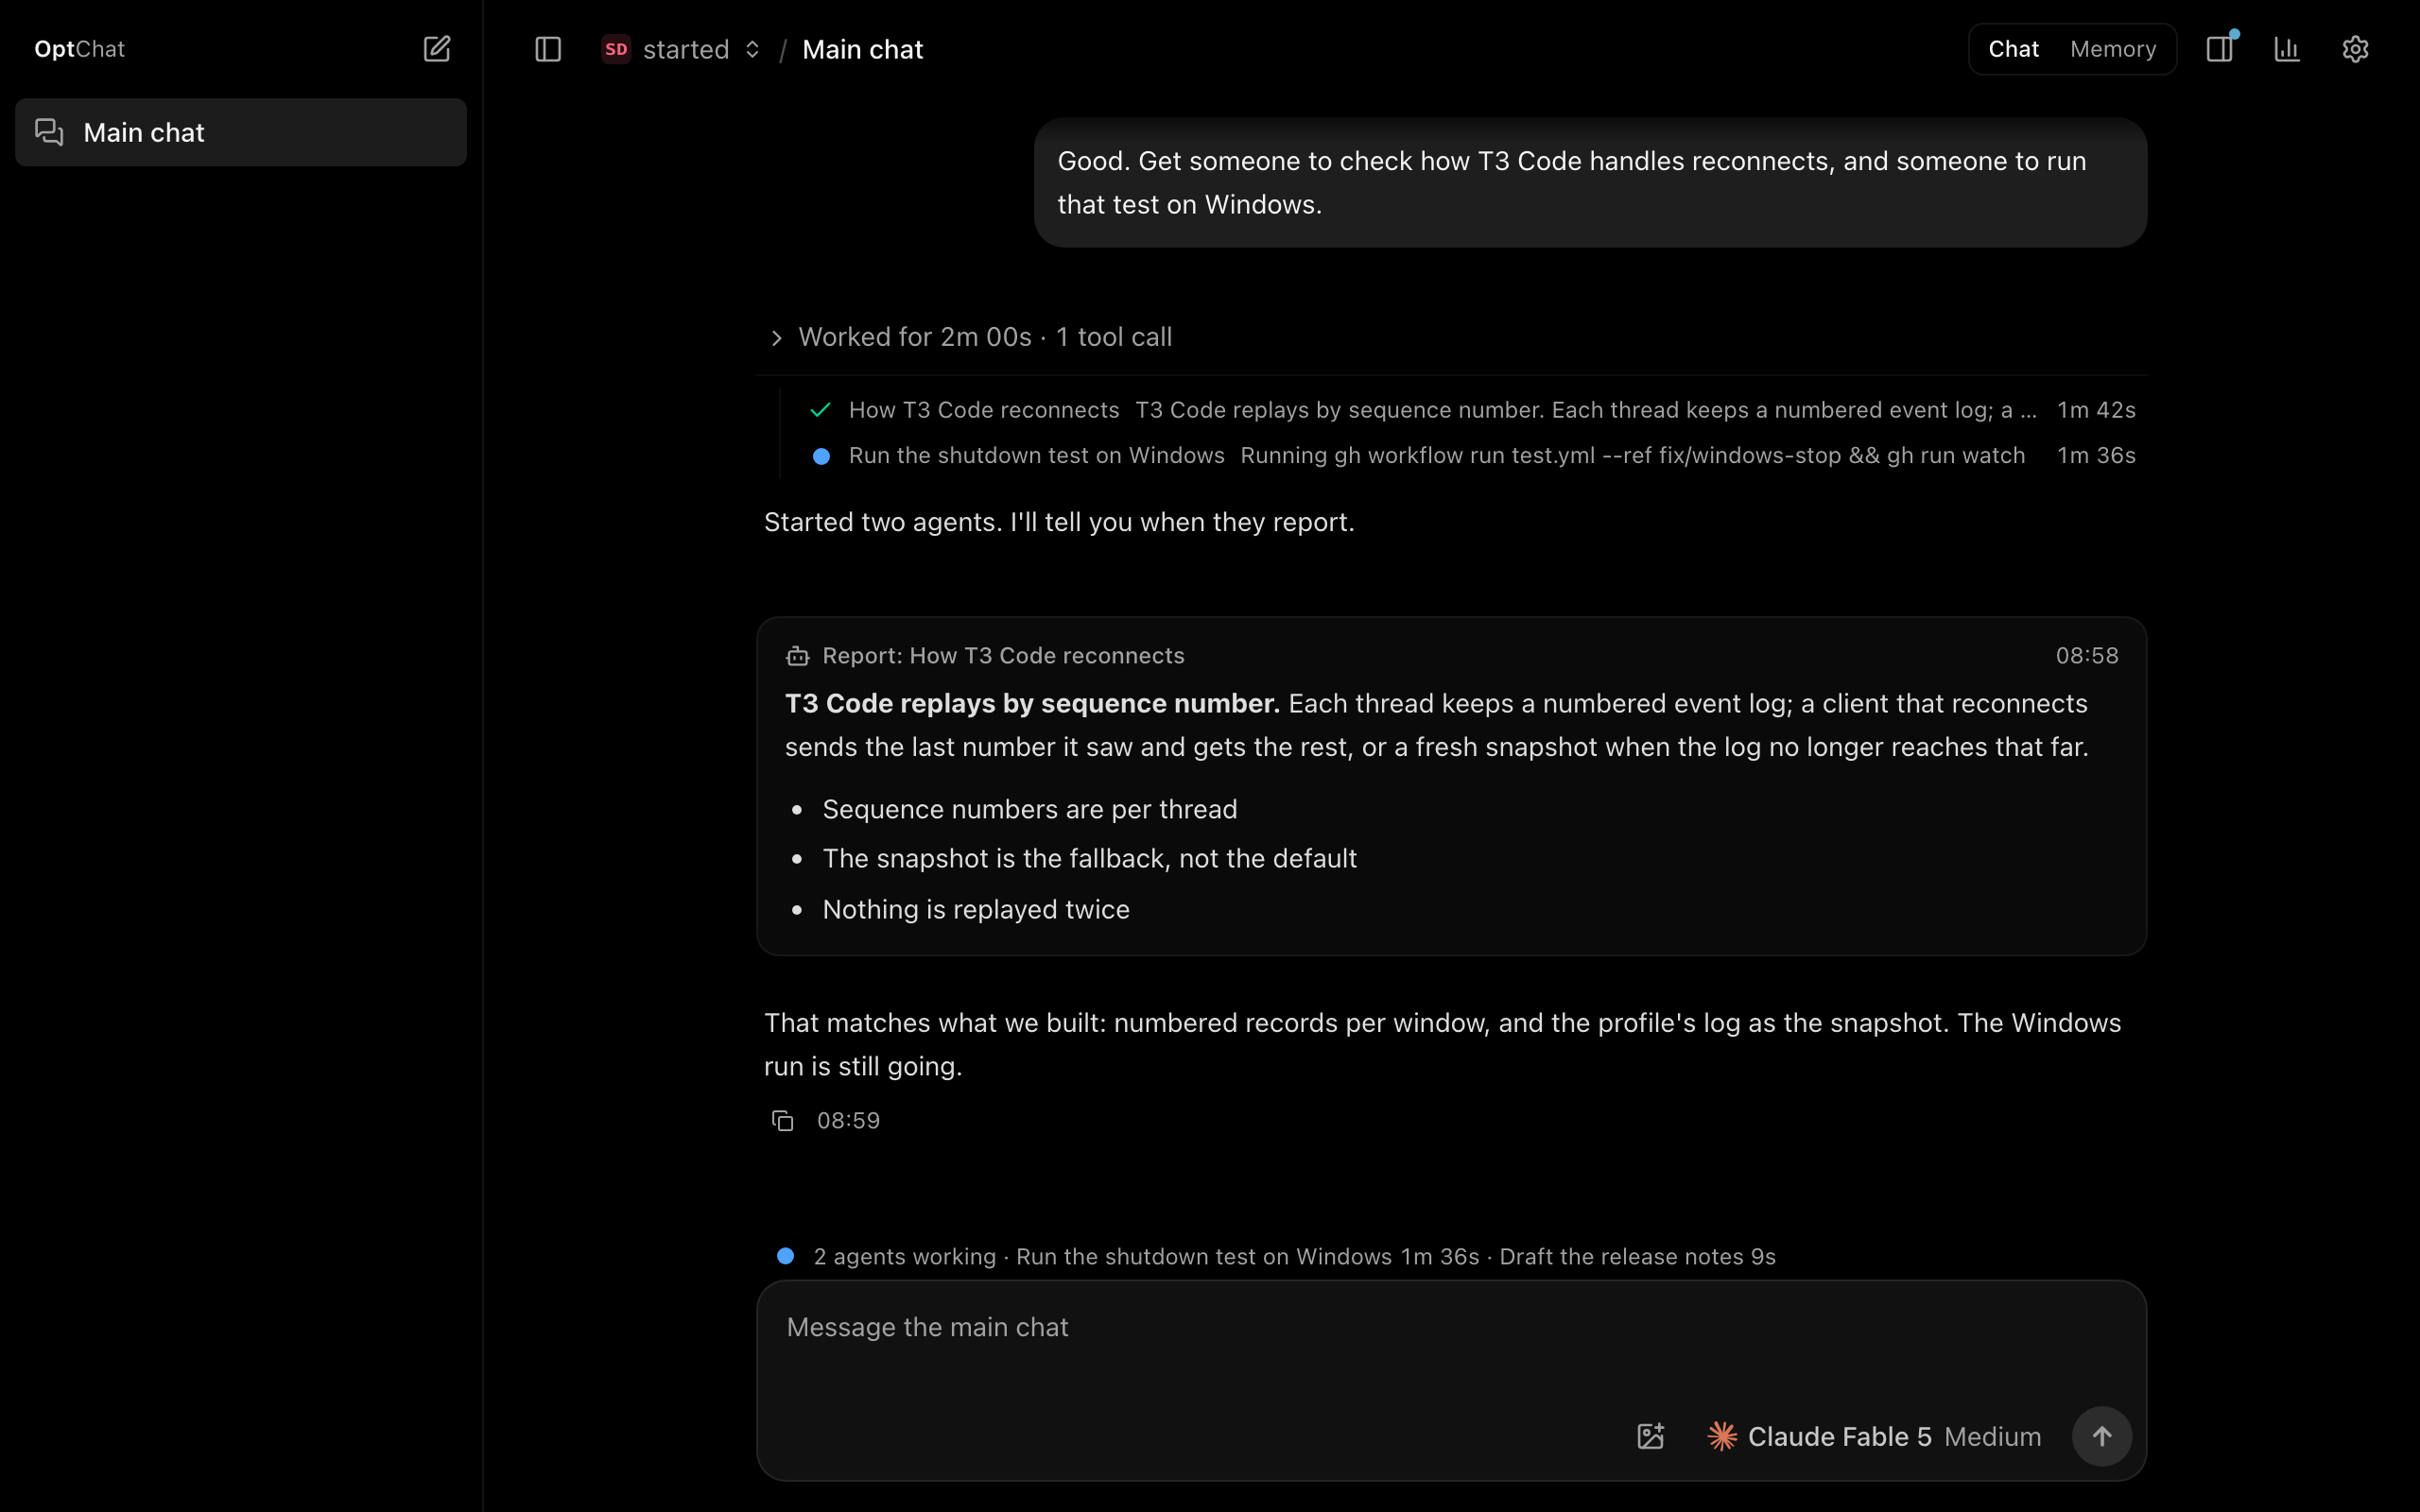 OptChat
Main chat
SD started / Main chat
Chat Memory
Good. Get someone to check how T3 Code handles reconnects, and someone to run
that test on Windows.
Worked for 2m 00s · 1 tool call
How T3 Code reconnects T3 Code replays by sequence number. Each thread keeps a numbered event log; a ... 1m 42s
Run the shutdown test on Windows Running gh workflow run test.yml --ref fix/windows-stop && gh run watch 1m 36s
Started two agents. I'll tell you when they report.
Report: How T3 Code reconnects 08:58
T3 Code replays by sequence number. Each thread keeps a numbered event log; a client that reconnects
sends the last number it saw and gets the rest, or a fresh snapshot when the log no longer reaches that far.
• Sequence numbers are per thread
• The snapshot is the fallback, not the default
• Nothing is replayed twice
That matches what we built: numbered records per window, and the profile's log as the snapshot. The Windows
run is still going.
08:59
2 agents working · Run the shutdown test on Windows 1m 36s · Draft the release notes 9s
Message the main chat
Claude Fable 5 Medium